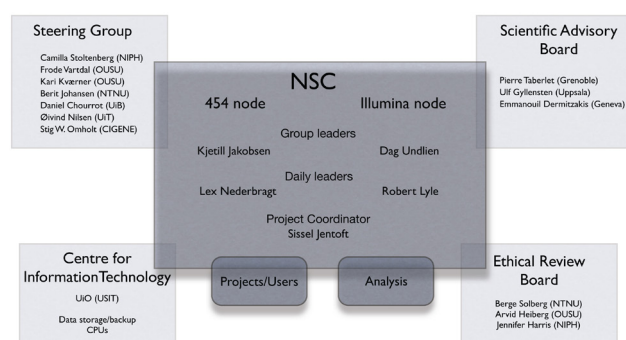 Steering Group
Camilla Stoltenberg (NIPH)
Frode Vartdal (OUSU)
Kari Kværner (OUSU)
Berit Johansen (NTNU)
Daniel Chourrot (UiB)
Øivind Nilsen (UiT)
Stig W. Omholt (CIGENE)
Scientific Advisory
Board
Pierre Taberlet (Grenoble)
Ulf Gyllensten (Uppsala)
Emmanouil Dermitzakis (Geneva)
NSC
454 node Illumina node
Group leaders
Kjetill Jakobsen Dag Undlien
Daily leaders
Lex Nederbragt Robert Lyle
Project Coordinator
Sissel Jentoft
Projects/Users Analysis
Centre for
Information Technology
UiO (USIT)
Data storage/backup
CPUs
Ethical Review
Board
Berge Solberg (NTNU)
Arvid Heiberg (OUSU)
Jennifer Harris (NIPH)